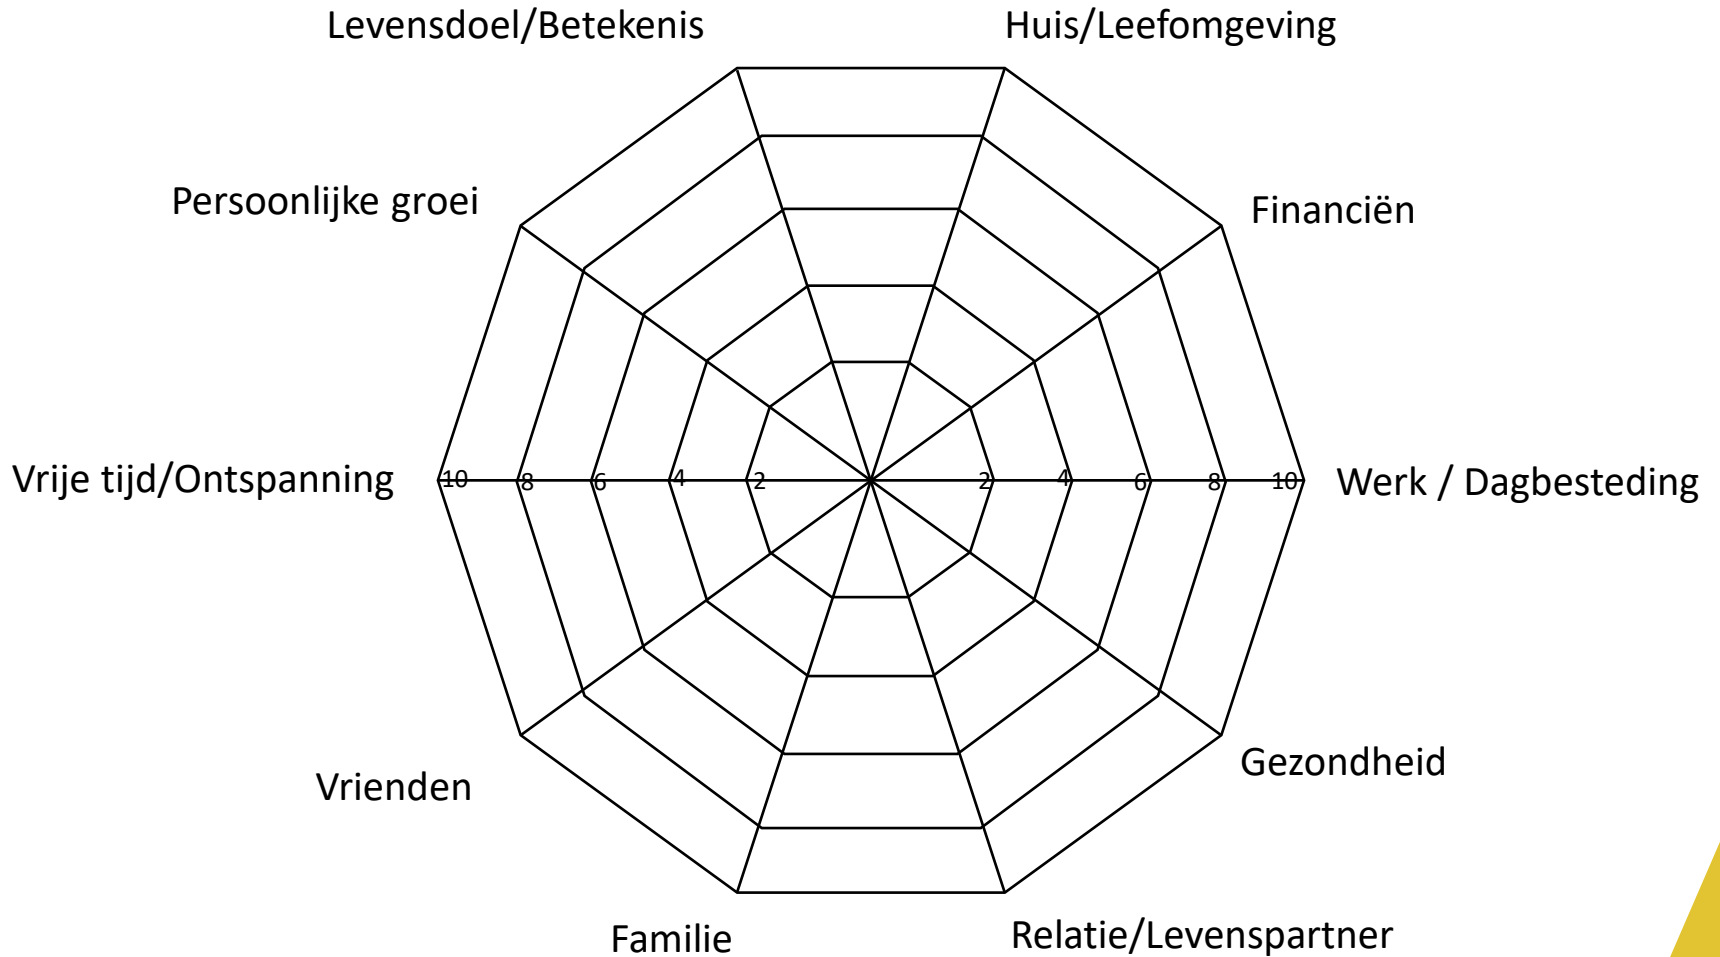 Levensdoel/Betekenis
Huis/Leefomgeving
Persoonlijke groei
Financiën
Vrije tijd/Ontspanning
10 8 6 4 2 2 4 6 8 10
Werk / Dagbesteding
Gezondheid
Vrienden
Familie
Relatie/Levenspartner